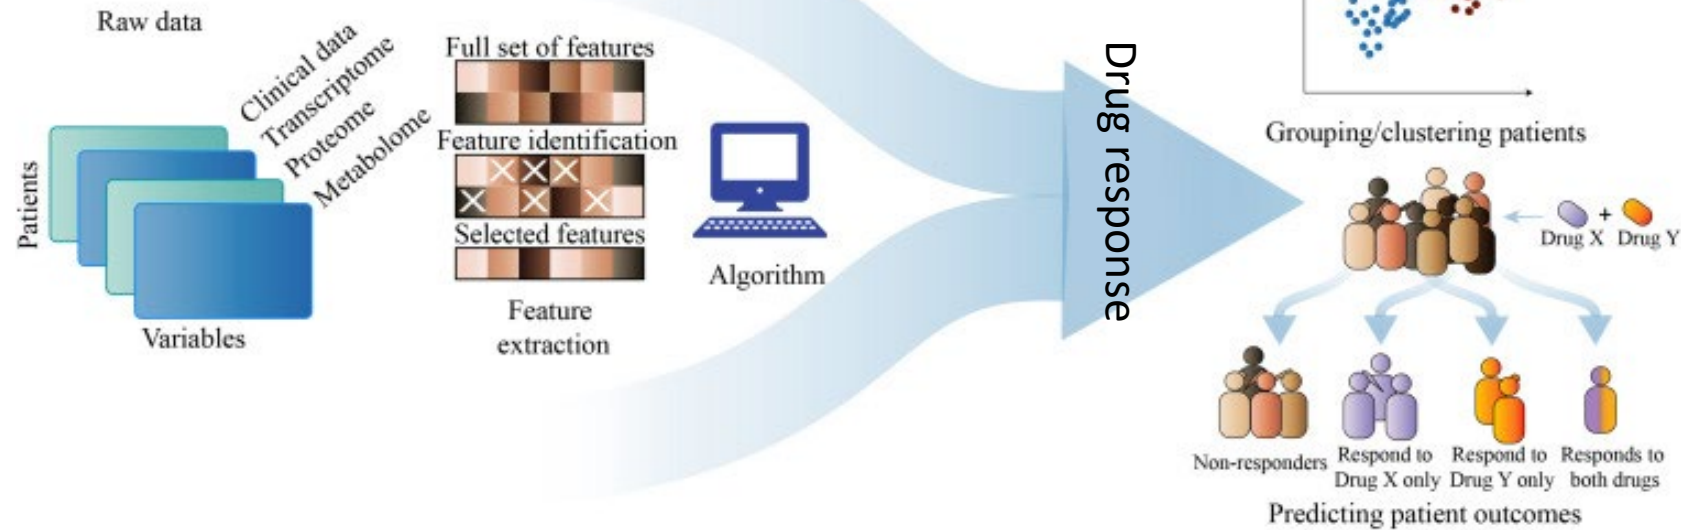 Raw data
Clinical data
Transcriptome
Proteome
Metabolome
Patients
Variables
Full set of features
Feature identification
Selected features
Feature
extraction
Algorithm
Drug response
Grouping/clustering patients
+
Drug X Drug Y
Non-responders
Respond to
Drug X only
Respond to
Drug Y only
Responds to
both drugs
Predicting patient outcomes